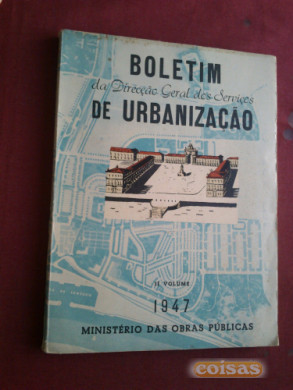 BOLETIM
da Direcção Geral dos Serviços
DE URBANIZAÇÃO
II VOLUME
1947
MINISTÉRIO DAS OBRAS PÚBLICAS
coisas